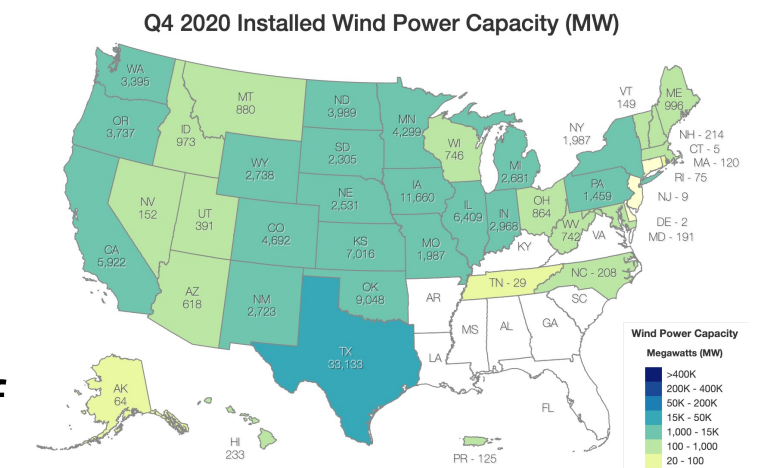 Q4 2020 Installed Wind Power Capacity (MW)
WA
3,395
OR
3,737
CA
5,922
NV
152
ID
973
MT
880
WY
2,738
UT
391
AZ
618
CO
4,692
NM
2,723
ND
3,989
SD
2,305
NE
2,531
KS
7,016
OK
9,048
TX
33,133
MN
4,299
IA
11,660
MO
1,987
AR
LA
WI
746
IL
6,409
MI
2,681
IN
2,968
OH
864
KY
TN - 29
MS
AL
GA
FL
SC
NC - 208
VA
WV
742
PA
1,459
NY
1,987
VT
149
ME
996
NH - 214
CT - 5
MA - 120
RI - 75
NJ - 9
DE - 2
MD - 191
AK
64
HI
233
PR - 125
Wind Power Capacity
Megawatts (MW)
>400K
200K - 400K
50K - 200K
15K - 50K
1,000 - 15K
100 - 1,000
20 - 100